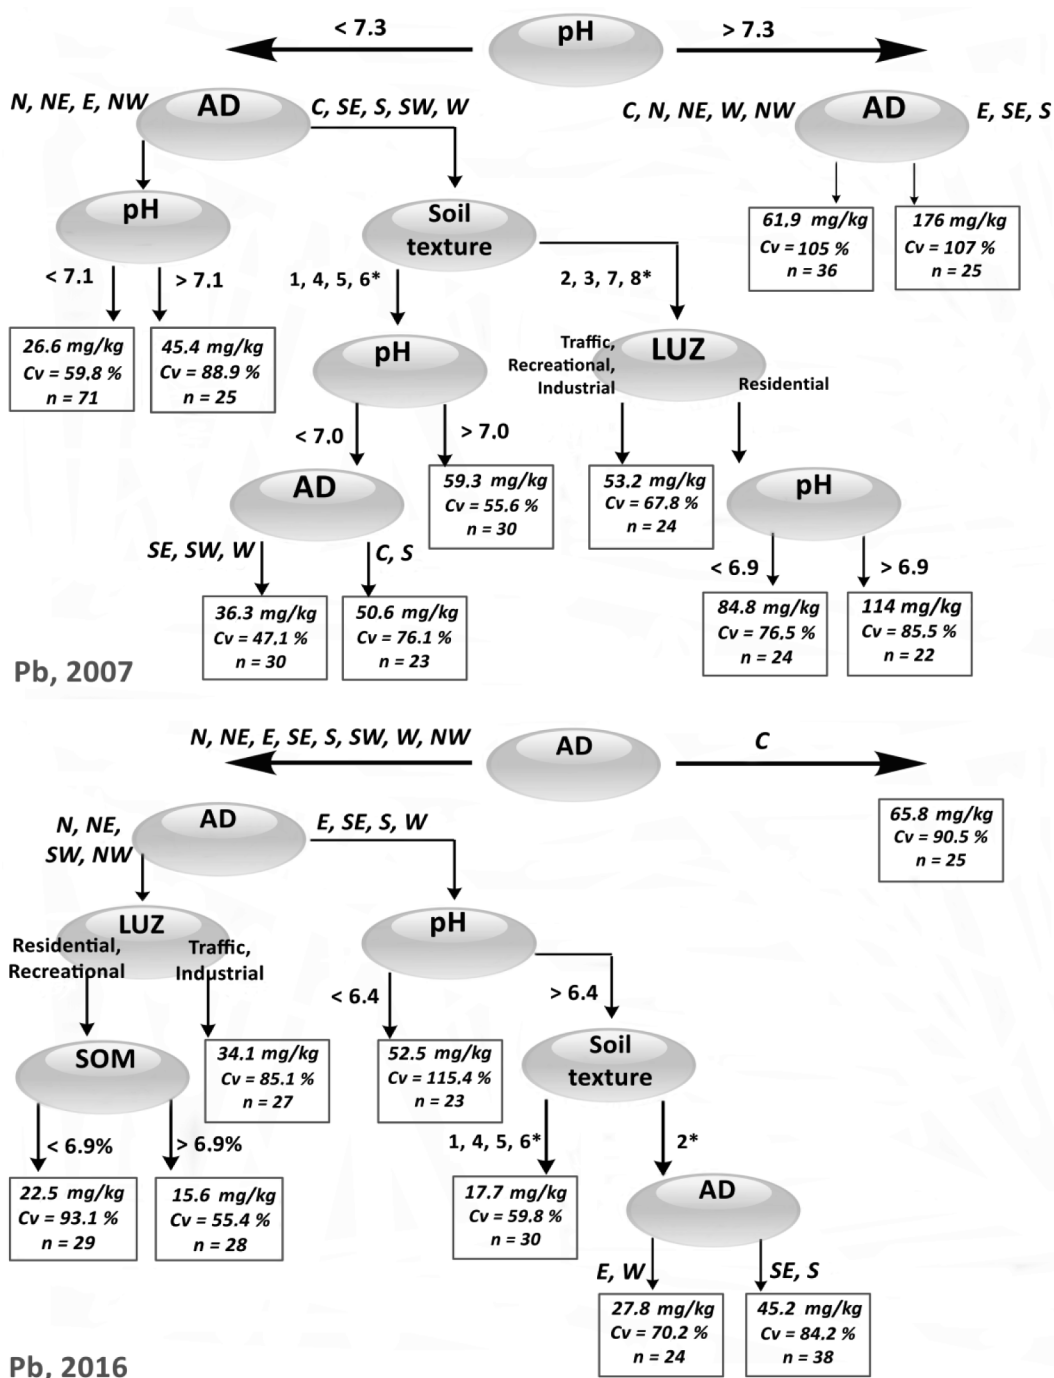 pH
< 7.3
> 7.3
N, NE, E, NW
AD
C, SE, S, SW, W
C, N, NE, W, NW
AD
E, SE, S
pH
Soil
texture
61,9 mg/kg
Cv = 105 %
n = 36
176 mg/kg
Cv = 107 %
n = 25
< 7.1
> 7.1
1, 4, 5, 6*
2, 3, 7, 8*
26.6 mg/kg
Cv = 59.8 %
n = 71
45.4 mg/kg
Cv = 88.9 %
n = 25
pH
Traffic,
Recreational,
Industrial
LUZ
Residential
< 7.0
> 7.0
AD
59.3 mg/kg
Cv = 55.6 %
n = 30
53.2 mg/kg
Cv = 67.8 %
n = 24
pH
SE, SW, W
C, S
< 6.9
> 6.9
36.3 mg/kg
Cv = 47.1 %
n = 30
50.6 mg/kg
Cv = 76.1 %
n = 23
84.8 mg/kg
Cv = 76.5 %
n = 24
114 mg/kg
Cv = 85.5 %
n = 22
Pb, 2007
N, NE, E, SE, S, SW, W, NW
AD
C
65.8 mg/kg
Cv = 90.5 %
n = 25
N, NE,
SW, NW
AD
E, SE, S, W
LUZ
Residential,
Recreational
Traffic,
Industrial
pH
< 6.4
> 6.4
SOM
34.1 mg/kg
Cv = 85.1 %
n = 27
52.5 mg/kg
Cv = 115.4 %
n = 23
Soil
texture
< 6.9%
> 6.9%
1, 4, 5, 6*
2*
22.5 mg/kg
Cv = 93.1 %
n = 29
15.6 mg/kg
Cv = 55.4 %
n = 28
17.7 mg/kg
Cv = 59.8 %
n = 30
AD
E, W
SE, S
27.8 mg/kg
Cv = 70.2 %
n = 24
45.2 mg/kg
Cv = 84.2 %
n = 38
Pb, 2016